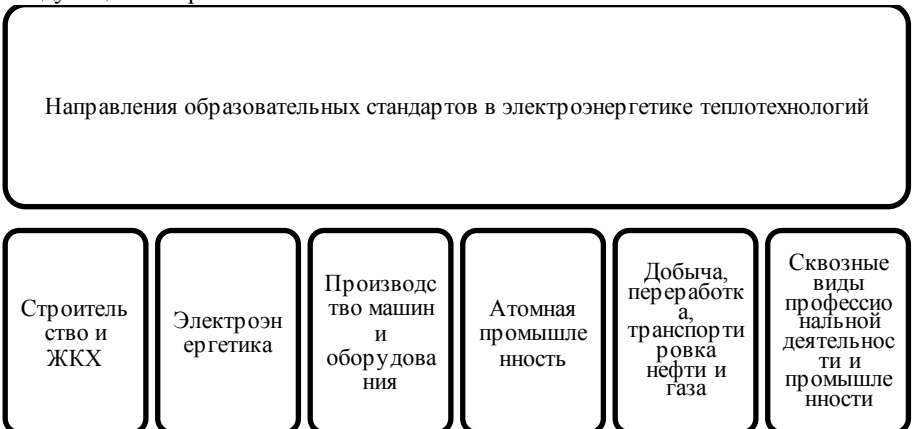 Направления образовательных стандартов в электроэнергетике теплотехнологий
Строитель
ство и
ЖКХ
Электроэн
ергетика
Производс
тво машин
и
оборудова
ния
Атомная
промышле
нность
Добыча,
переработк
а,
транспорти
ровка
нефти и
газа
Сквозные
виды
профессио
нальной
деятельнос
ти и
промышле
нности